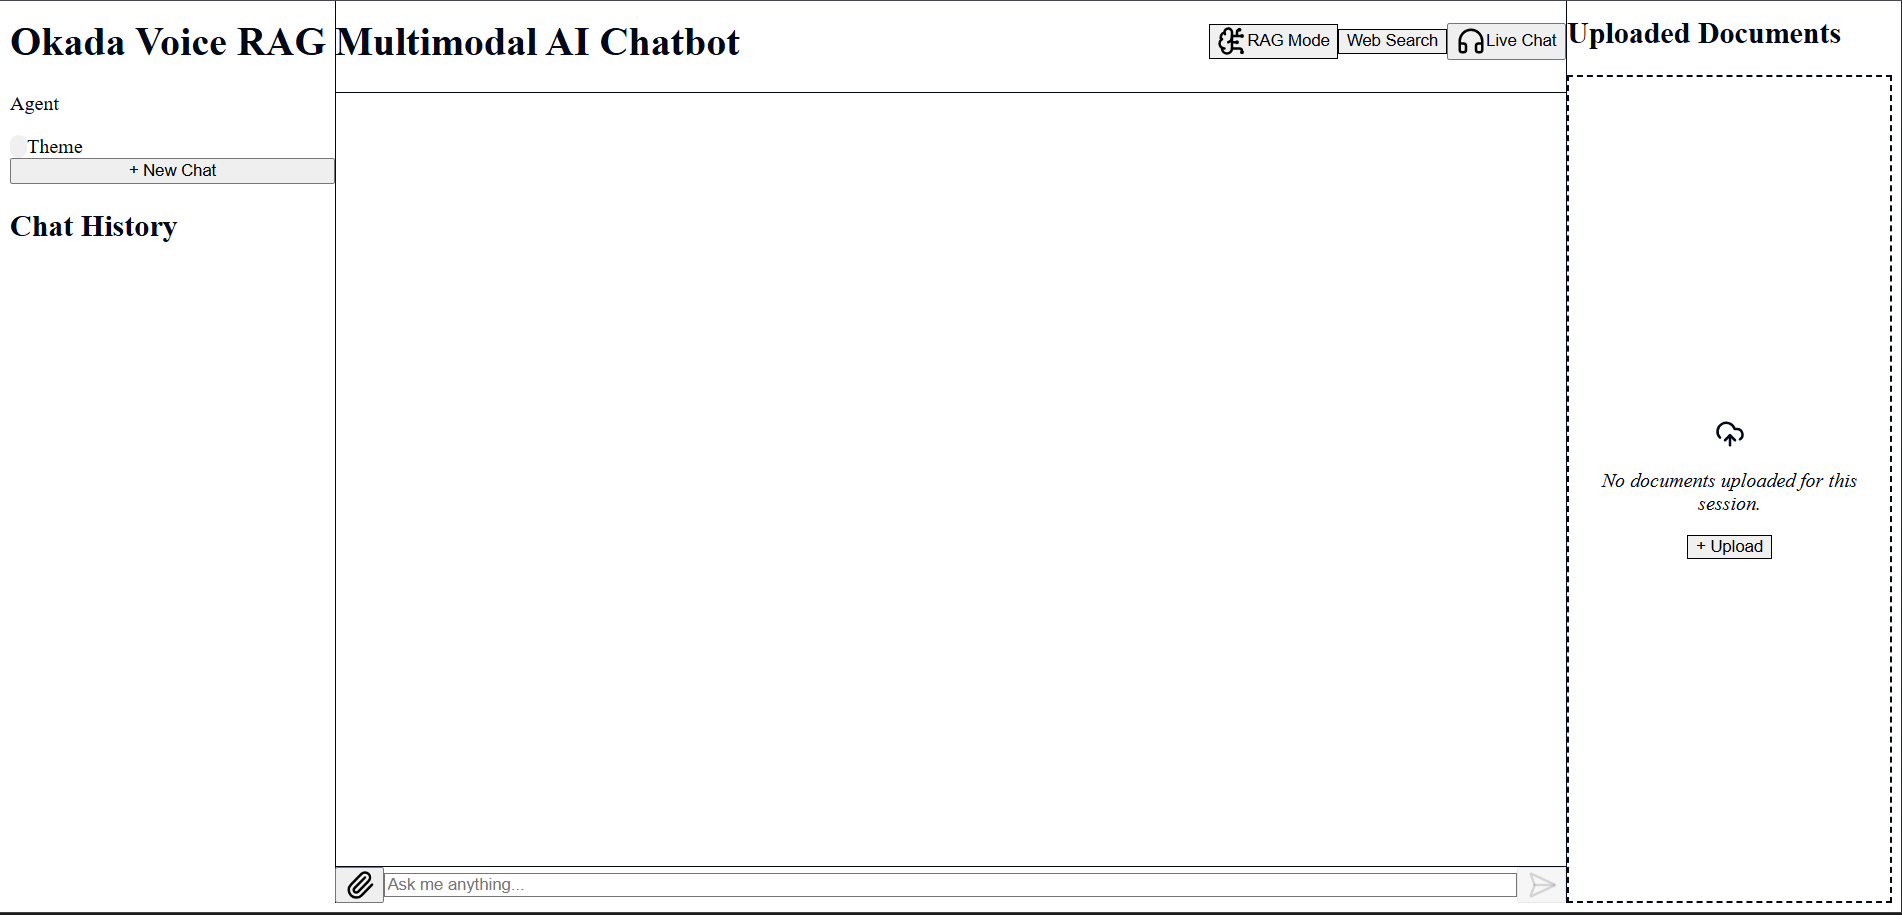 Okada Voice RAG
Agent
Theme
+ New Chat
Chat History
Multimodal AI Chatbot
RAG Mode
Web Search
Live Chat
Ask me anything...
Uploaded Documents
No documents uploaded for this
session.
+ Upload